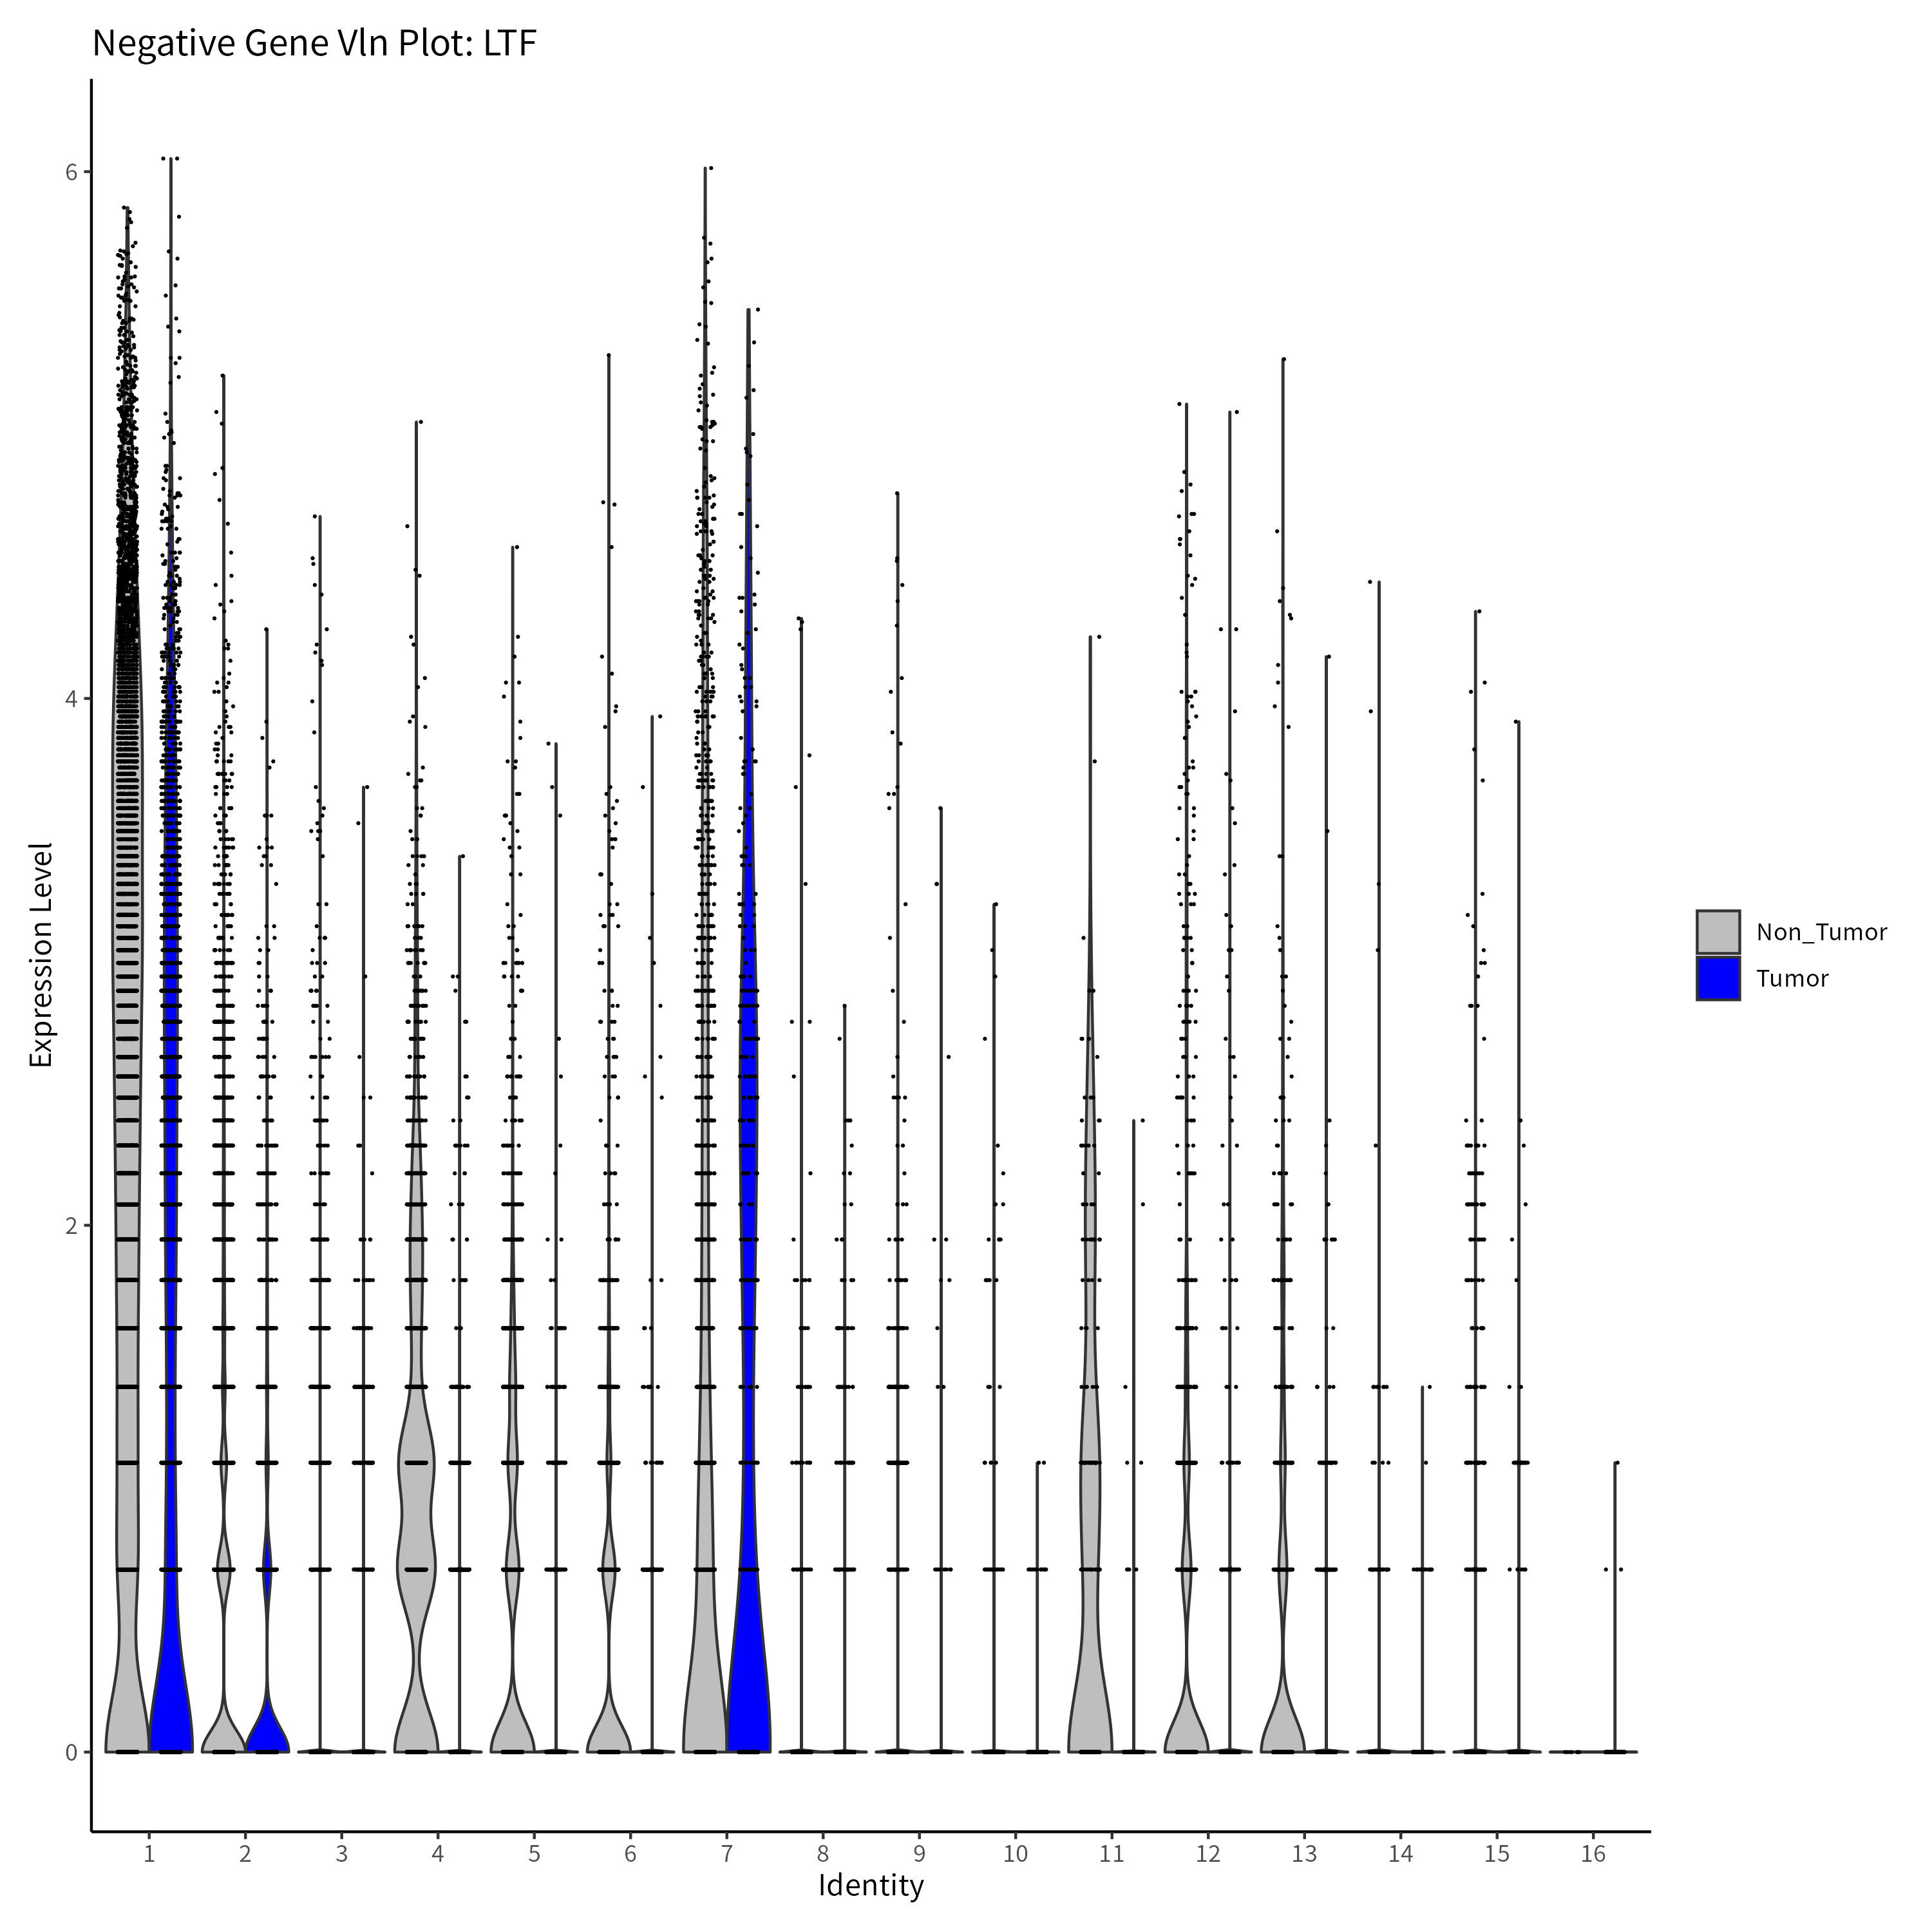 Negative Gene Vln Plot: LTF
6
4
2
0
Expression Level
1 2 3 4 5 6 7 8 9 10 11 12 13 14 15 16
Identity
Non_Tumor
Tumor